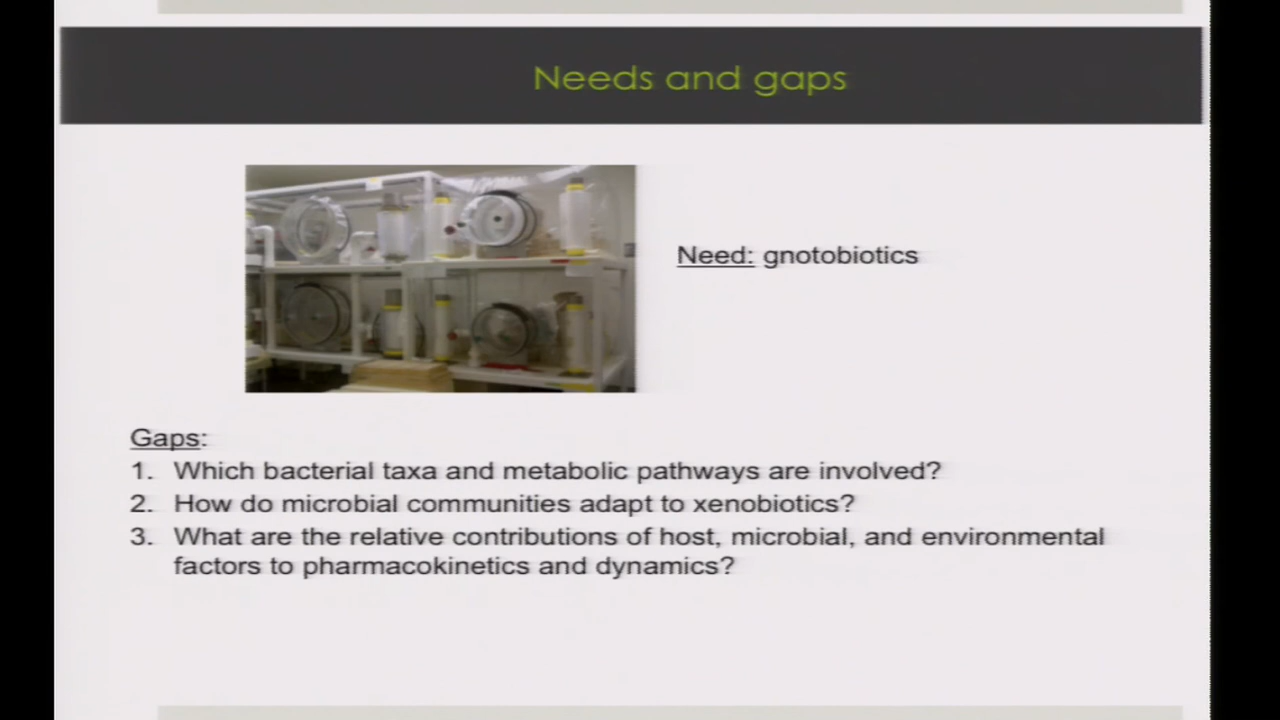 Needs and gaps
Need: gnotobiotics
Gaps:
1. Which bacterial taxa and metabolic pathways are involved?
2. How do microbial communities adapt to xenobiotics?
3. What are the relative contributions of host, microbial, and environmental
factors to pharmacokinetics and dynamics?